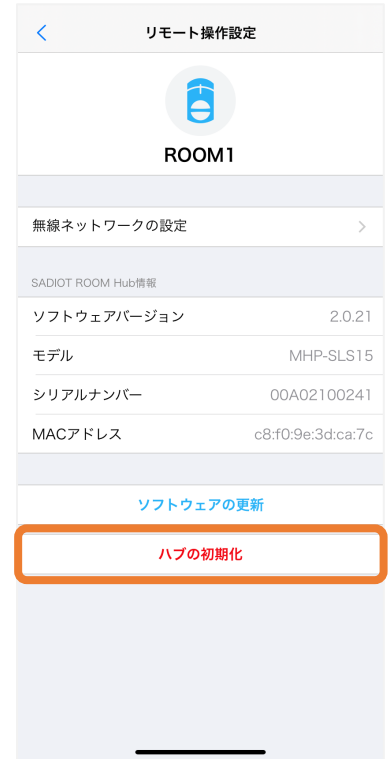 リモート操作設定
ROOM1
無線ネットワークの設定
SADIOT ROOM Hub情報
ソフトウェアバージョン 2.0.21
モデル MHP-SLS15
シリアルナンバー 00A02100241
MACアドレス c8:f0:9e:3d:ca:7c
ソフトウェアの更新
ハブの初期化